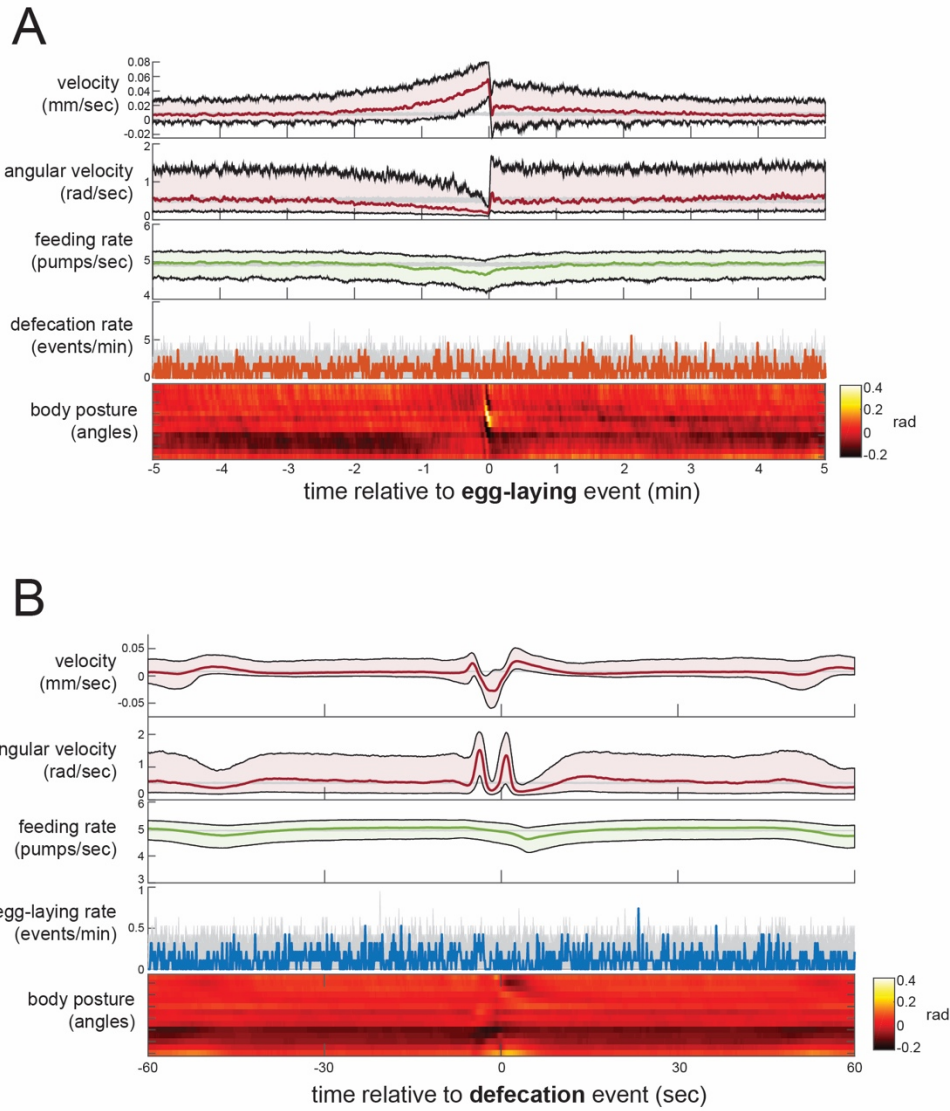 A
velocity
(mm/sec)
0.08
0.06
0.04
0.02
0
-0.02
angular velocity
(rad/sec)
2
1
0
feeding rate
(pumps/sec)
6
5
4
defecation rate
(events/min)
5
0
body posture
(angles)
0.4
0.2
0
-0.2
rad
-5 -4 -3 -2 -1 0 1 2 3 4 5
time relative to egg-laying event (min)
B
velocity
(mm/sec)
0.05
0
-0.05
ngular velocity
(rad/sec)
2
1
0
feeding rate
(pumps/sec)
6
5
4
3
egg-laying rate
(events/min)
1
0.5
0
body posture
(angles)
0.4
0.2
0
-0.2
rad
-60 -30 0 30 60
time relative to defecation event (sec)